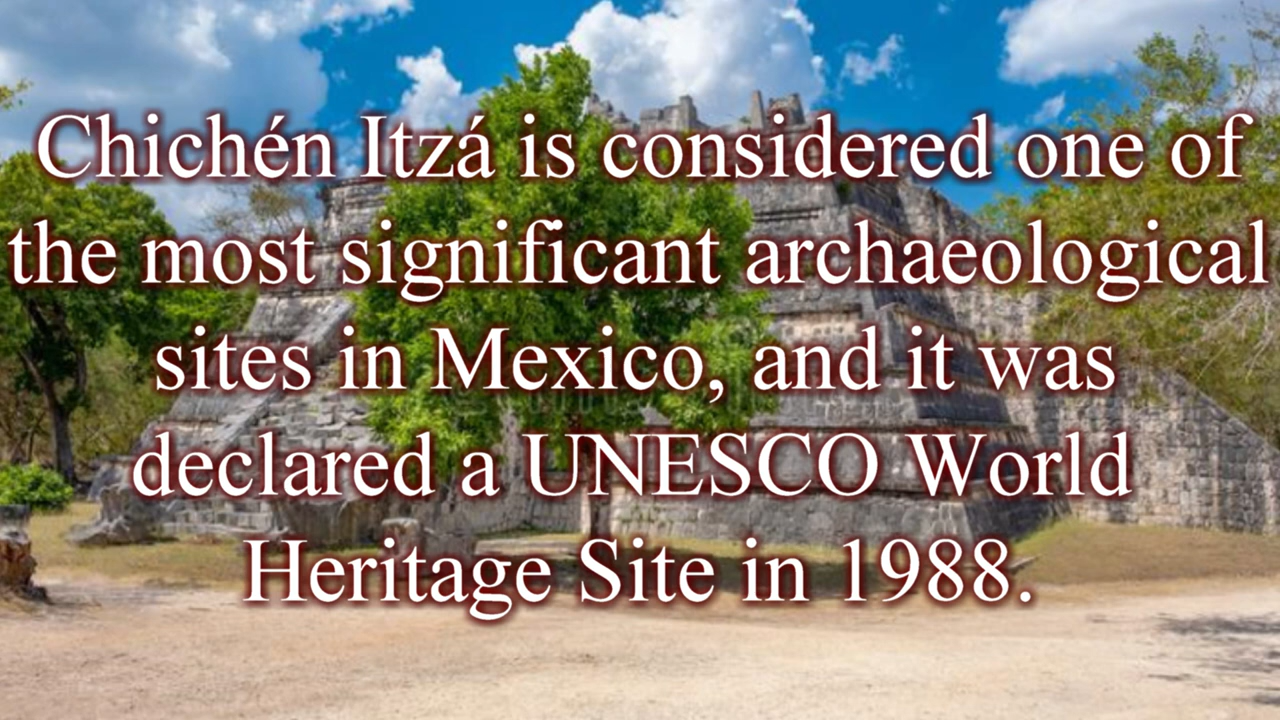 Chichén Itzá is considered one of
the most significant archaeological
sites in Mexico, and it was
declared a UNESCO World
Heritage Site in 1988.